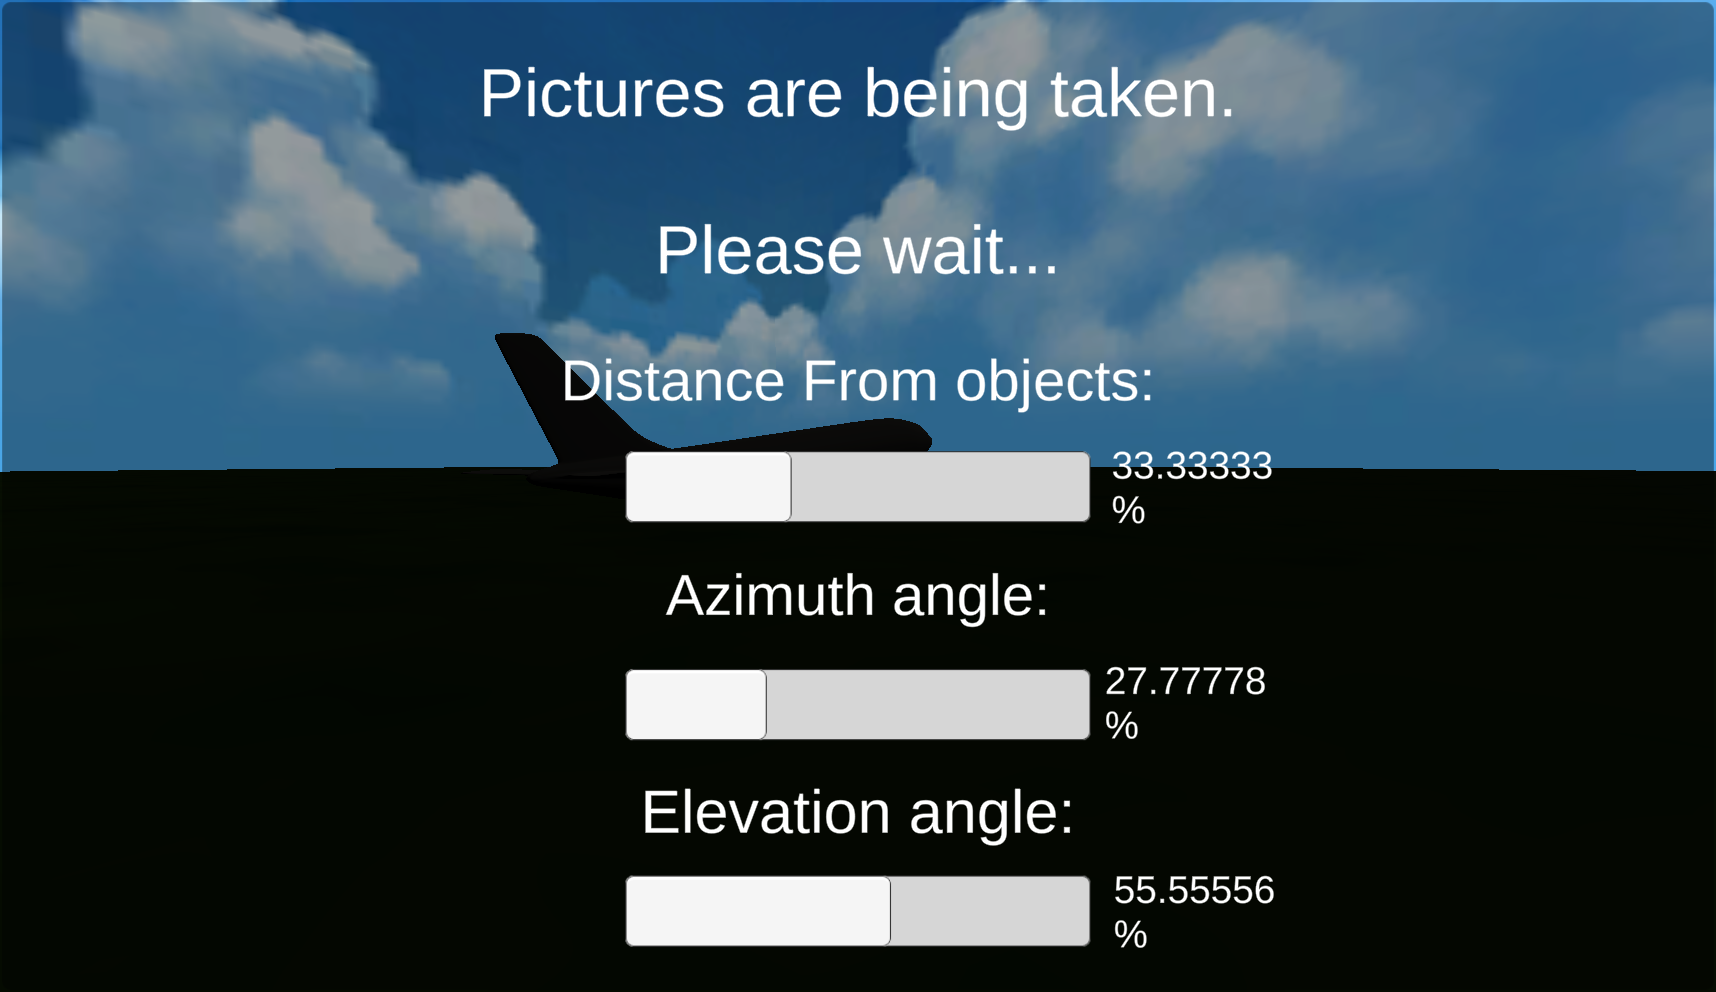 Pictures are being taken.
Please wait...
Distance From objects:
33.33333
%
Azimuth angle:
27.77778
%
Elevation angle:
55.55556
%